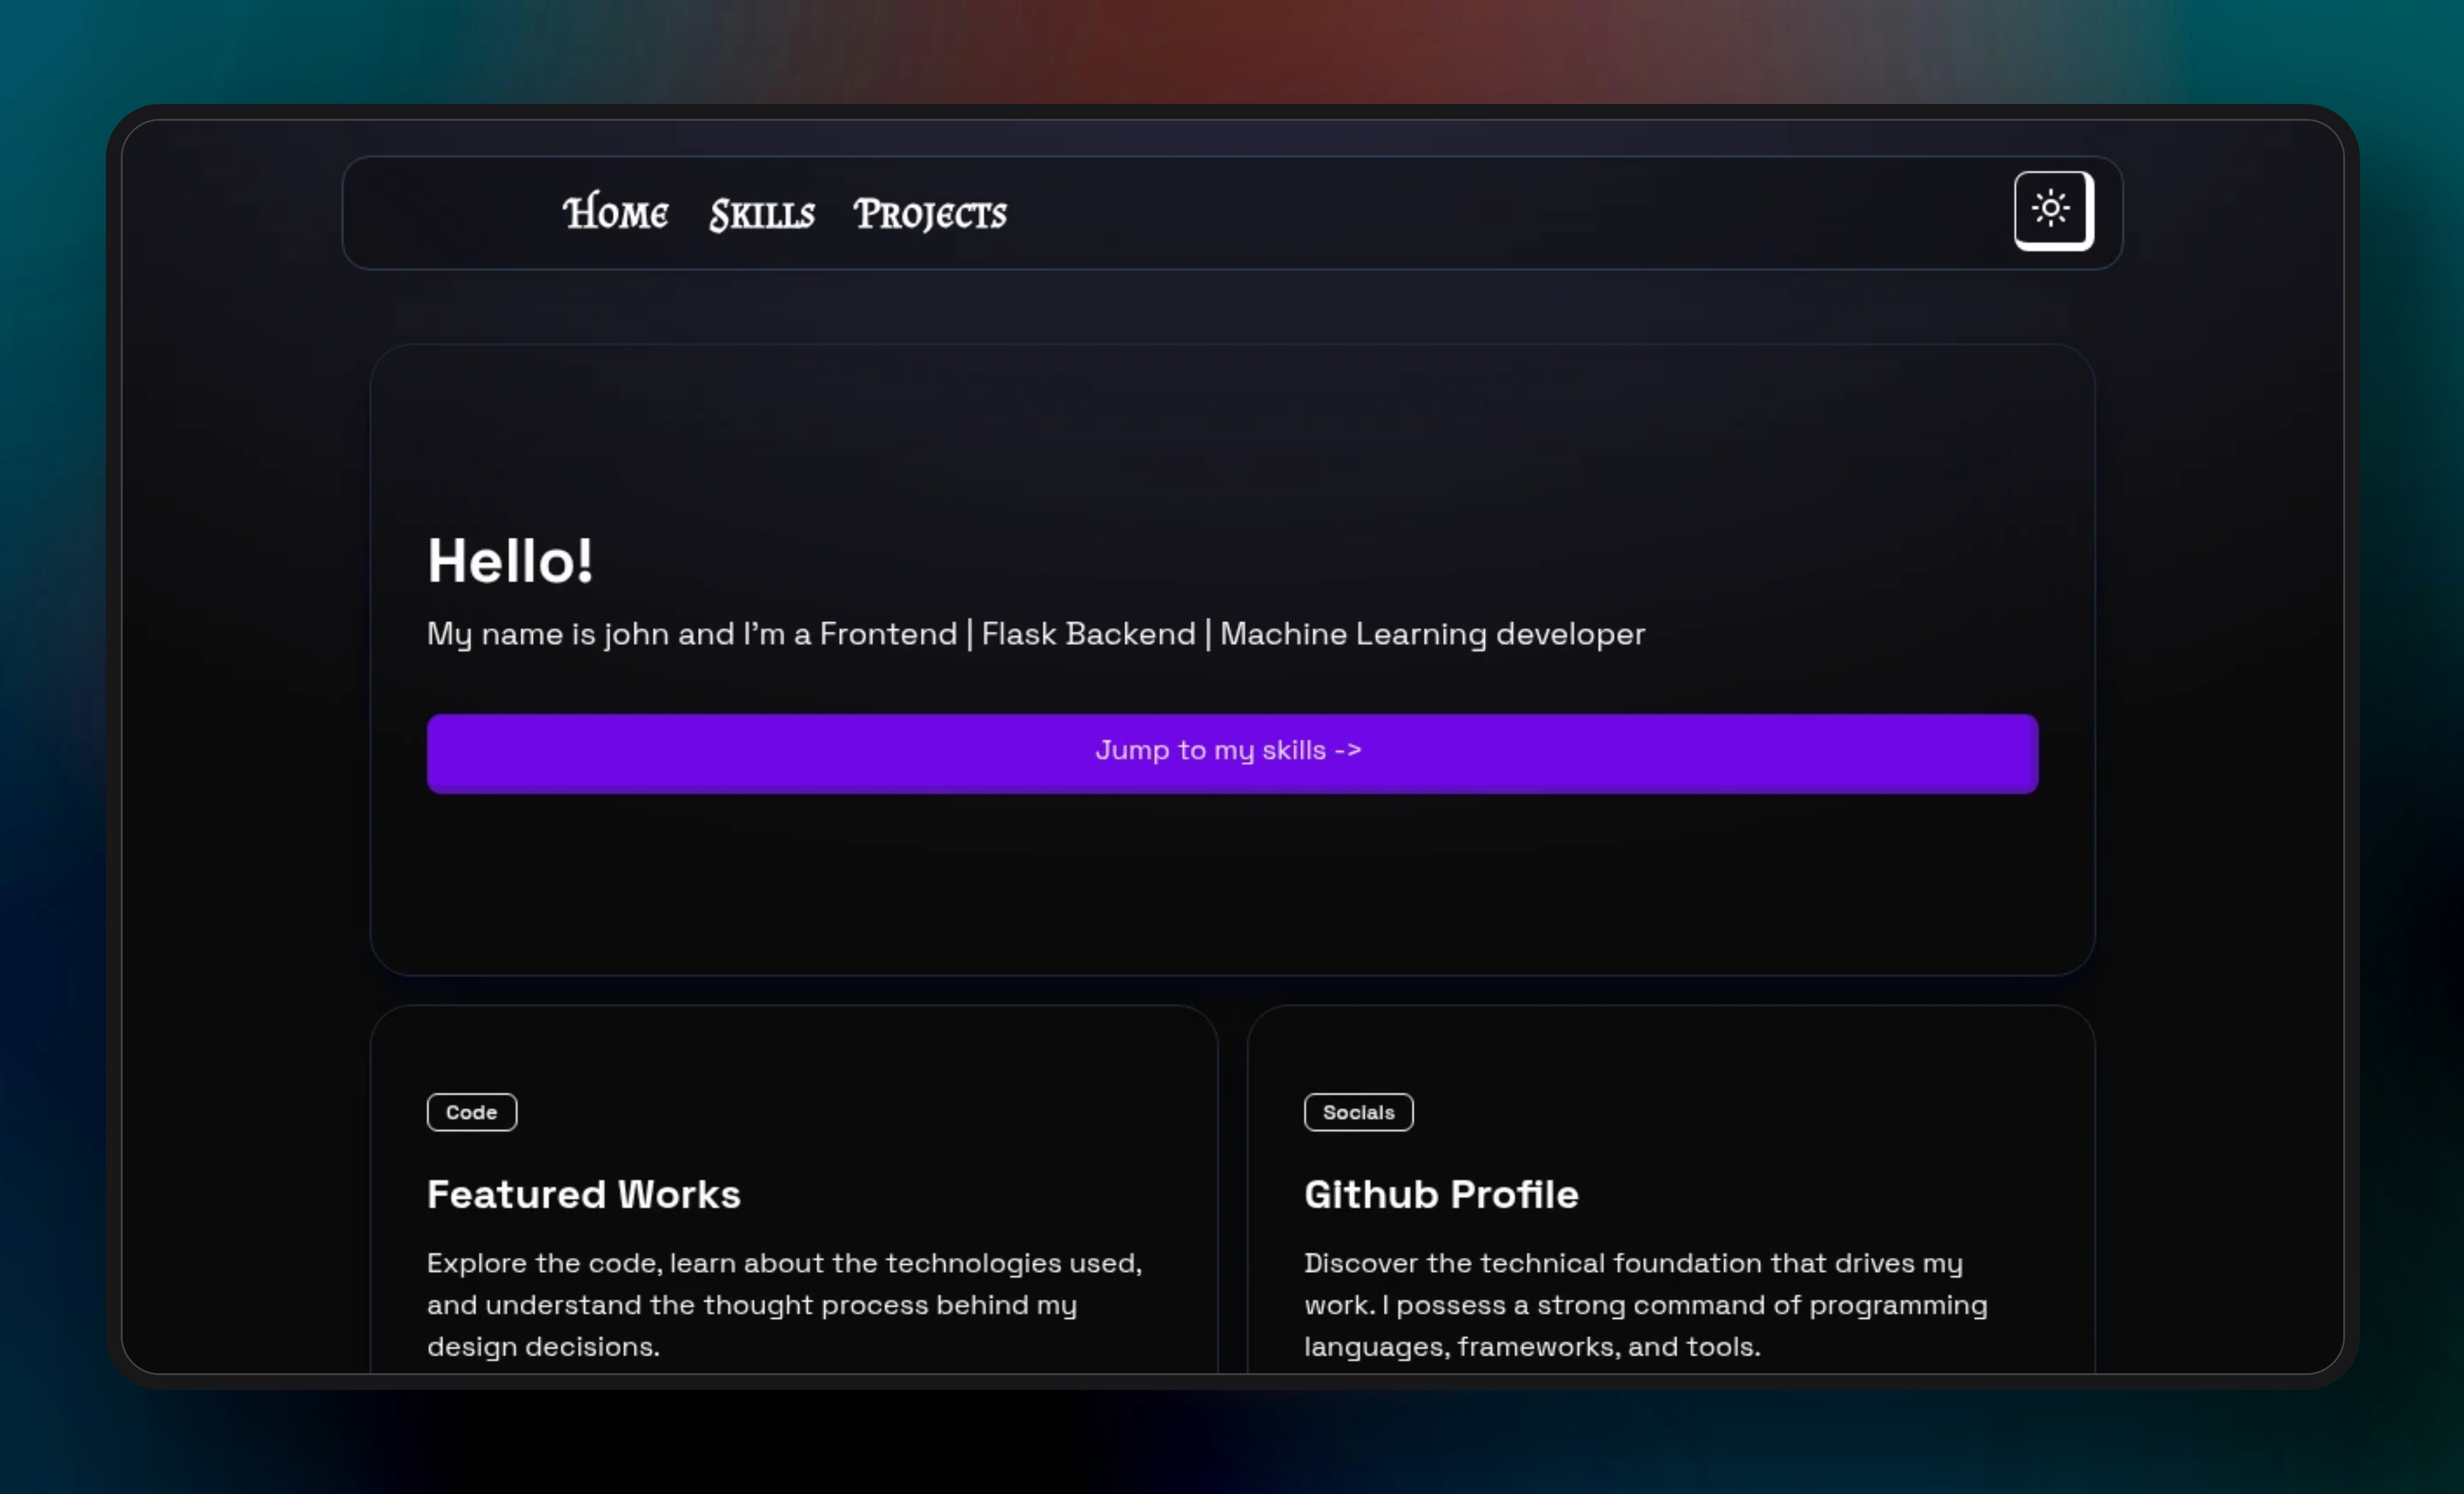 Home Skills Projects
Hello!
My name is john and I'm a Frontend | Flask Backend | Machine Learning developer
Jump to my skills ->
Code
Featured Works
Explore the code, learn about the technologies used,
and understand the thought process behind my
design decisions.
Socials
Github Profile
Discover the technical foundation that drives my
work. I possess a strong command of programming
languages, frameworks, and tools.